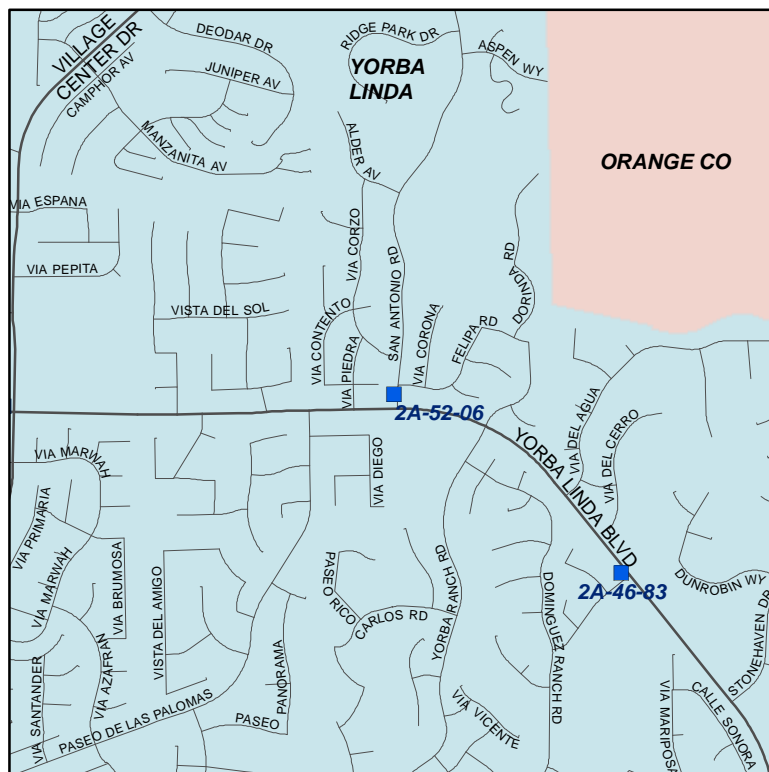 VILLAGE
CENTER DR
CAMPHOR AV
DEODAR DR
JUNIPER AV
MANZANITA AV
RIDGE PARK DR
YORBA
LINDA
ASPEN WY
ORANGE CO
ALDER AV
VIA ESPANA
VIA PEPITA
VISTA DEL SOL
VIA CORZO
SAN ANTONIO RD
VIA CONTENTO
VIA PIEDRA
VIA CORONA
FELIPA RD
DORINDA RD
2A-52-06
YORBA LINDA BLVD
VIA DEL AGUA
VIA DEL CERRO
VIA MARWAH
VIA DIEGO
VIA PRIMARIA
VIA MARWAH
VIA BRUMOSA
VISTA DEL AMIGO
PASEO RICO
CARLOS RD
YORBA RANCH RD
DOMINGUEZ RANCH RD
2A-46-83
DUNROBIN WY
STONEHAVEN DR
VIA SANTANDER
VIA AZAFRAN
PASEO DE LAS PALOMAS
PASEO
PANORAMA
VIA VICENTE
VIA MARIPOSA
CALLE SONORA